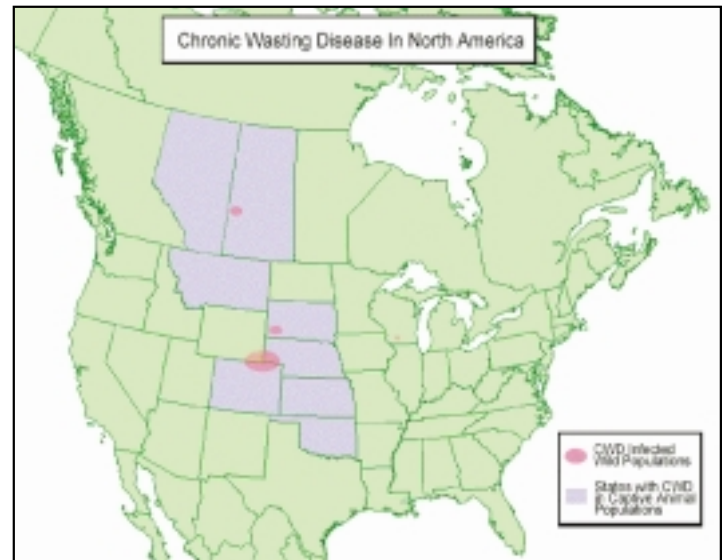 Chronic Wasting Disease In North America
CWD Infected
Wild Populations
States with CWD
in Captive Animal
Populations